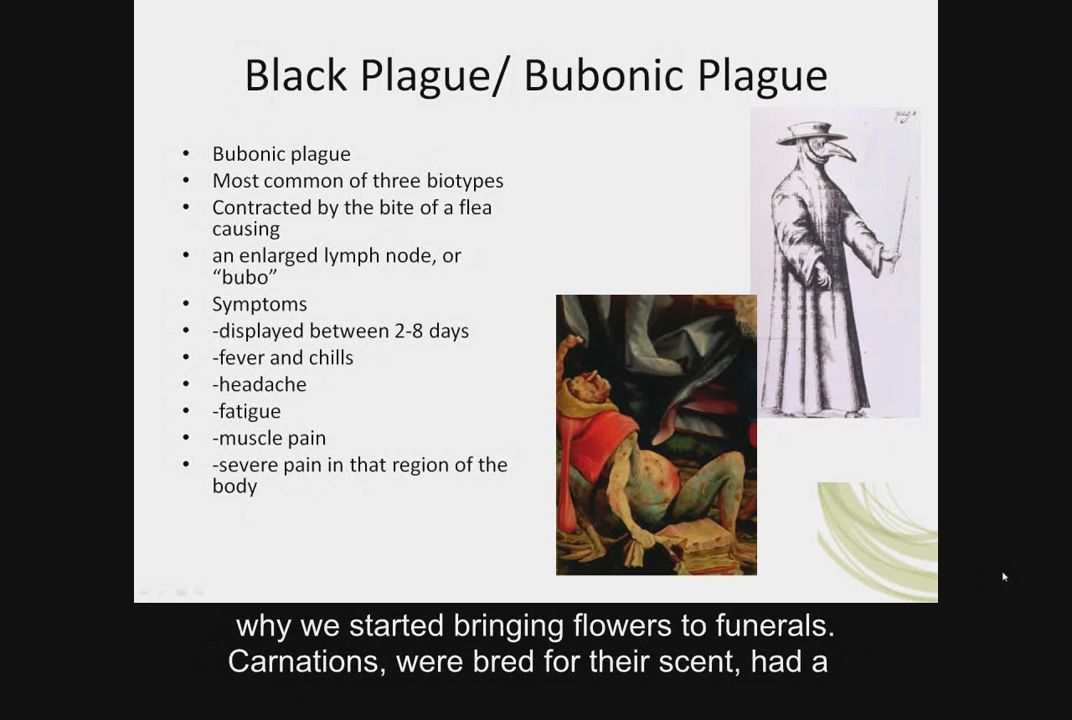 Black Plague/ Bubonic Plague
• Bubonic plague
• Most common of three biotypes
• Contracted by the bite of a flea
causing
• an enlarged lymph node, or
“bubo”
• Symptoms
• -displayed between 2-8 days
• -fever and chills
• -headache
• -fatigue
• -muscle pain
• -severe pain in that region of the
body
why we started bringing flowers to funerals.
Carnations, were bred for their scent, had a